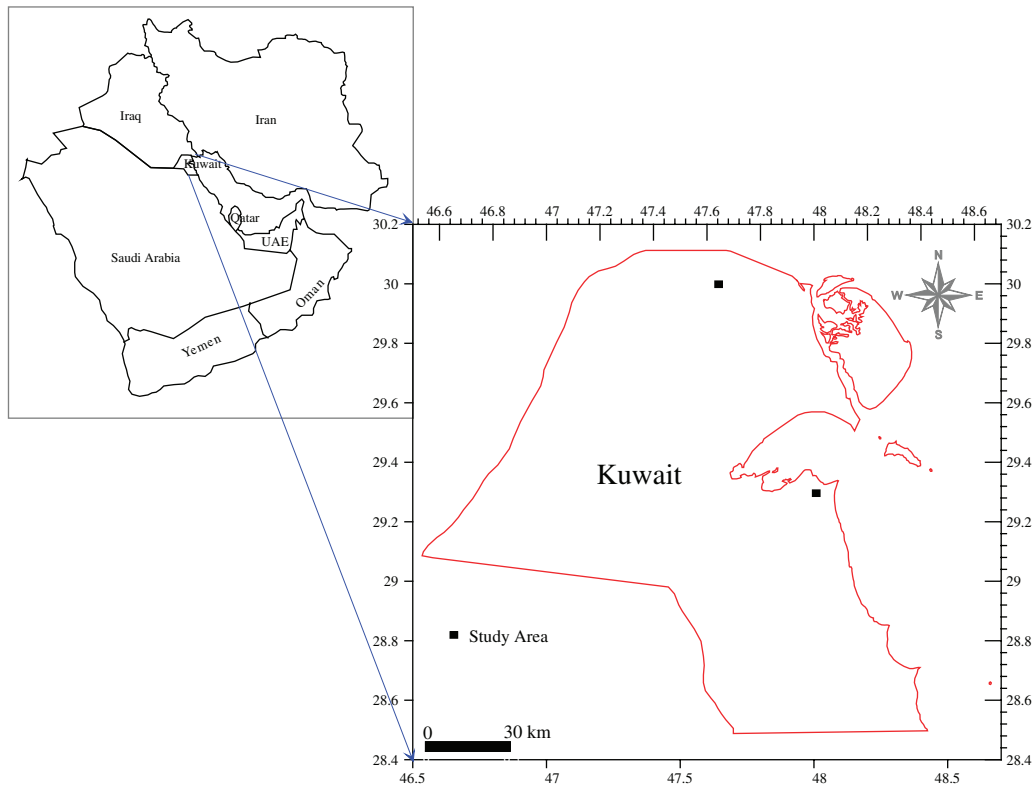 Iraq
Iran
Kuwait
Qatar
UAE
Saudi Arabia
Oman
Yemen
46.6 46.8 47 47.2 47.4 47.6 47.8 48 48.2 48.4 48.6
30.2 30.2
N
W E
S
30 30
29.8 29.8
29.6 29.6
29.4 29.4
Kuwait
29.2 29.2
29 29
28.8 28.8
Study Area
28.6 28.6
0 30 km
28.4 28.4
46.5 47 47.5 48 48.5